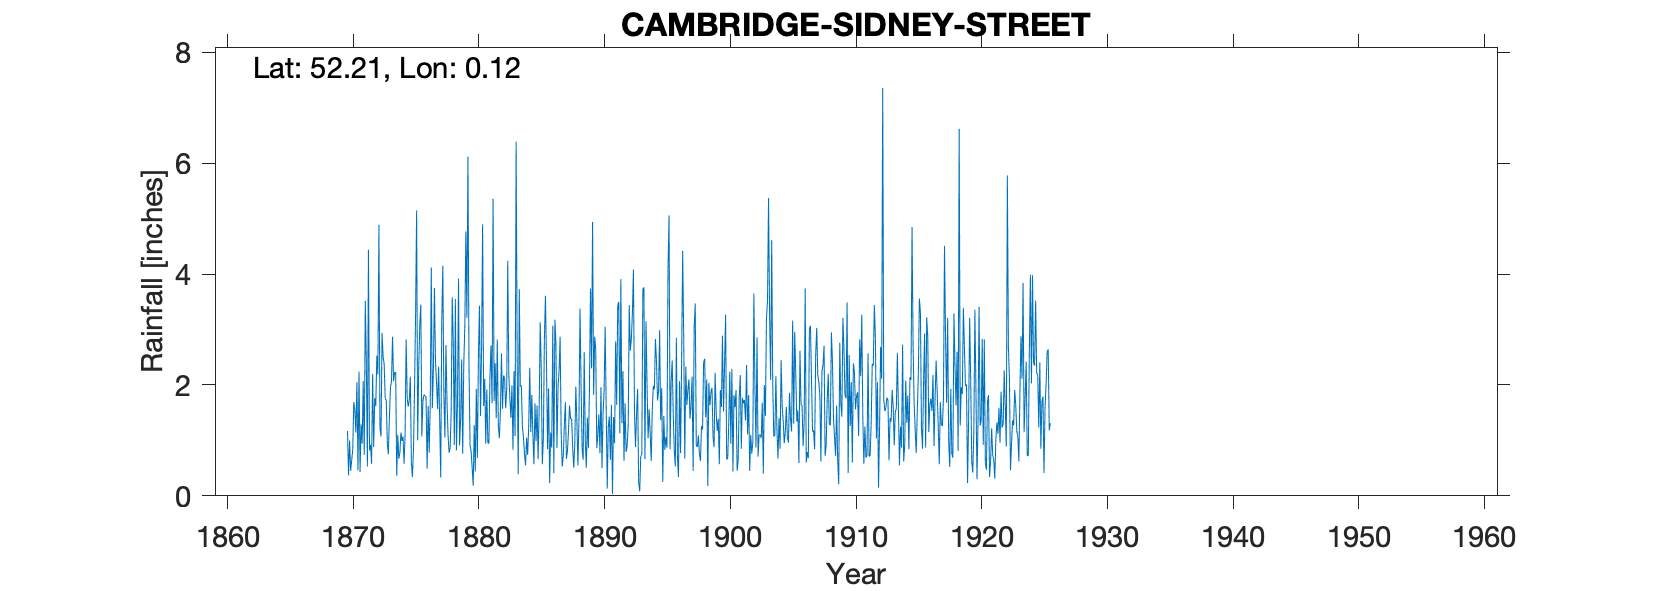 CAMBRIDGE-SIDNEY-STREET
Lat: 52.21, Lon: 0.12
Rainfall [inches]
8
6
4
2
0
1860 1870 1880 1890 1900 1910 1920 1930 1940 1950 1960
Year